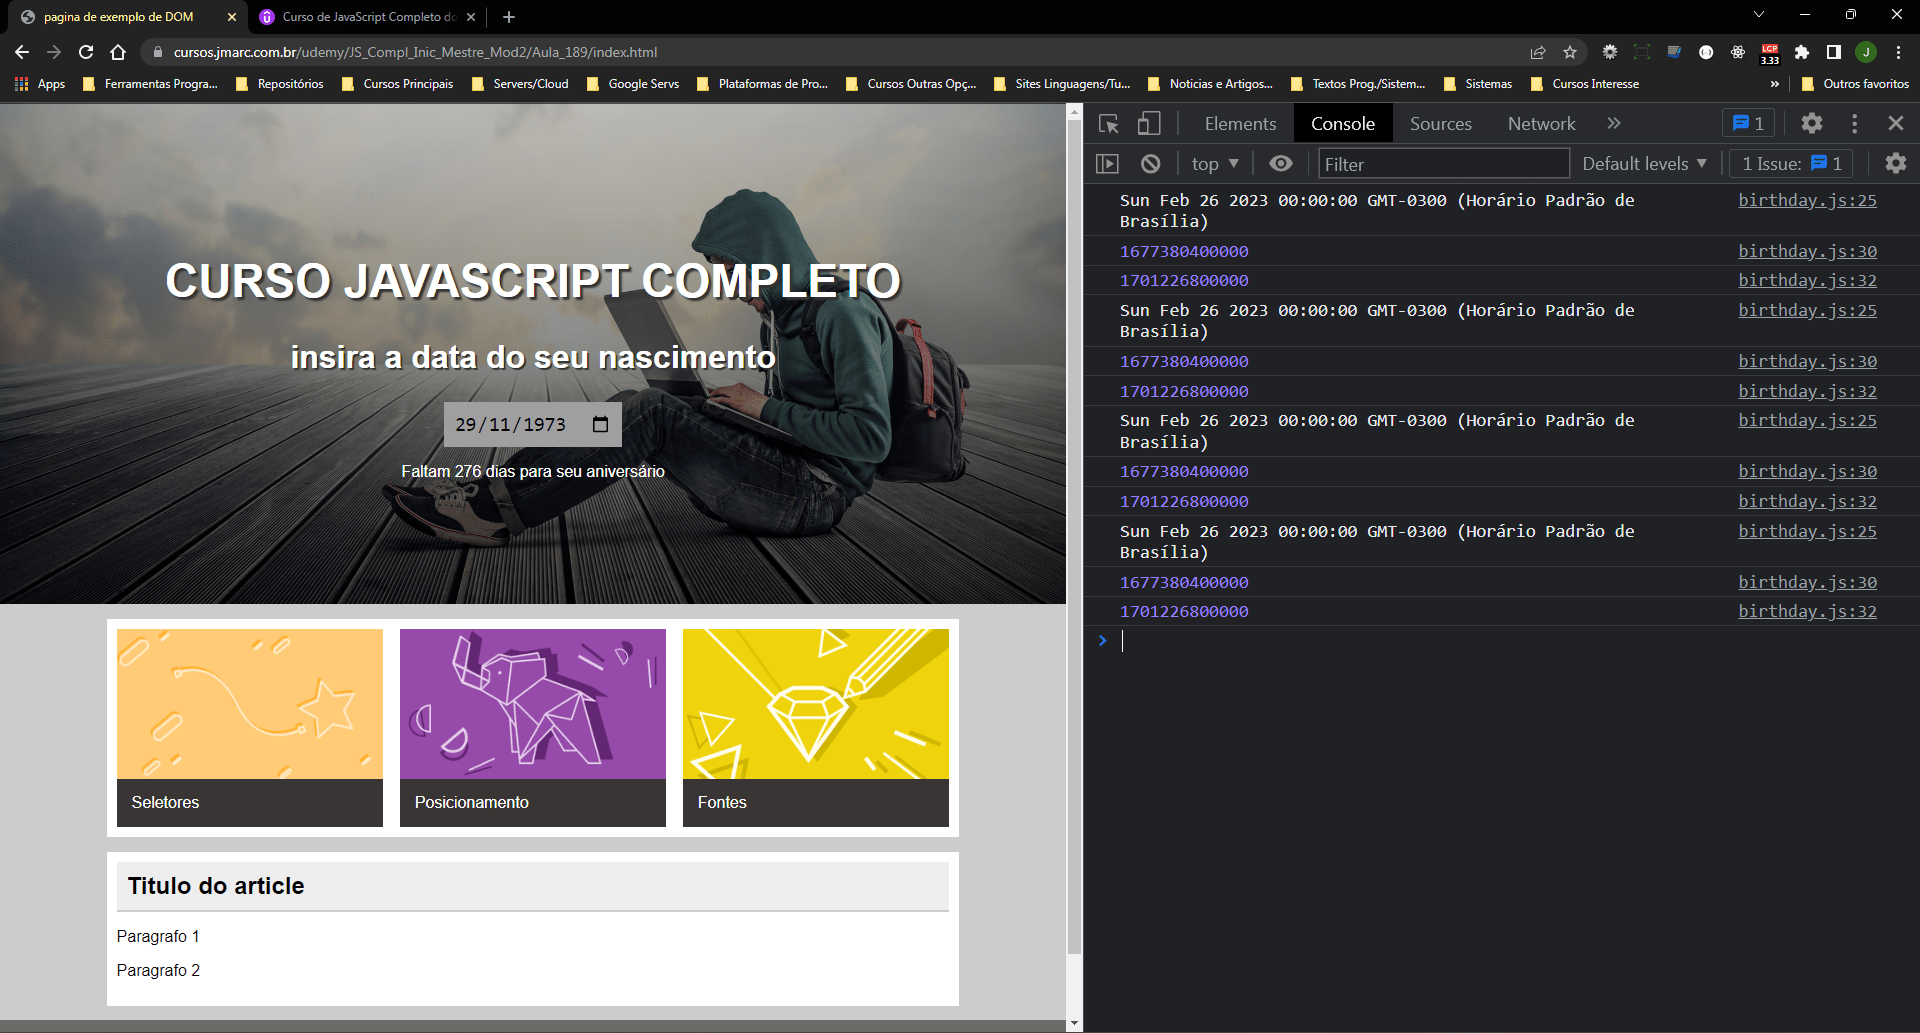 pagina de exemplo de DOM
Curso de JavaScript Completo do
cursos.jmarc.com.br/udemy/JS_Compl_Inic_Mestre_Mod2/Aula_189/index.html
LCP
3.33
J
Apps
Ferramentas Progra...
Repositórios
Cursos Principais
Servers/Cloud
Google Servs
Plataformas de Pro...
Cursos Outras Opç...
Sites Linguagens/Tu...
Noticias e Artigos...
Textos Prog./Sistem...
Sistemas
Cursos Interesse
»
Outros favoritos
CURSO JAVASCRIPT COMPLETO
insira a data do seu nascimento
29/11/1973
Faltam 276 dias para seu aniversário
Seletores
Posicionamento
Fontes
Titulo do article
Paragrafo 1
Paragrafo 2
Elements
Console
Sources
Network
»
1
top
Filter
Default levels
1 Issue: 1
Sun Feb 26 2023 00:00:00 GMT-0300 (Horário Padrão de birthday.js:25
Brasília)
1677380400000 birthday.js:30
1701226800000 birthday.js:32
Sun Feb 26 2023 00:00:00 GMT-0300 (Horário Padrão de birthday.js:25
Brasília)
1677380400000 birthday.js:30
1701226800000 birthday.js:32
Sun Feb 26 2023 00:00:00 GMT-0300 (Horário Padrão de birthday.js:25
Brasília)
1677380400000 birthday.js:30
1701226800000 birthday.js:32
Sun Feb 26 2023 00:00:00 GMT-0300 (Horário Padrão de birthday.js:25
Brasília)
1677380400000 birthday.js:30
1701226800000 birthday.js:32